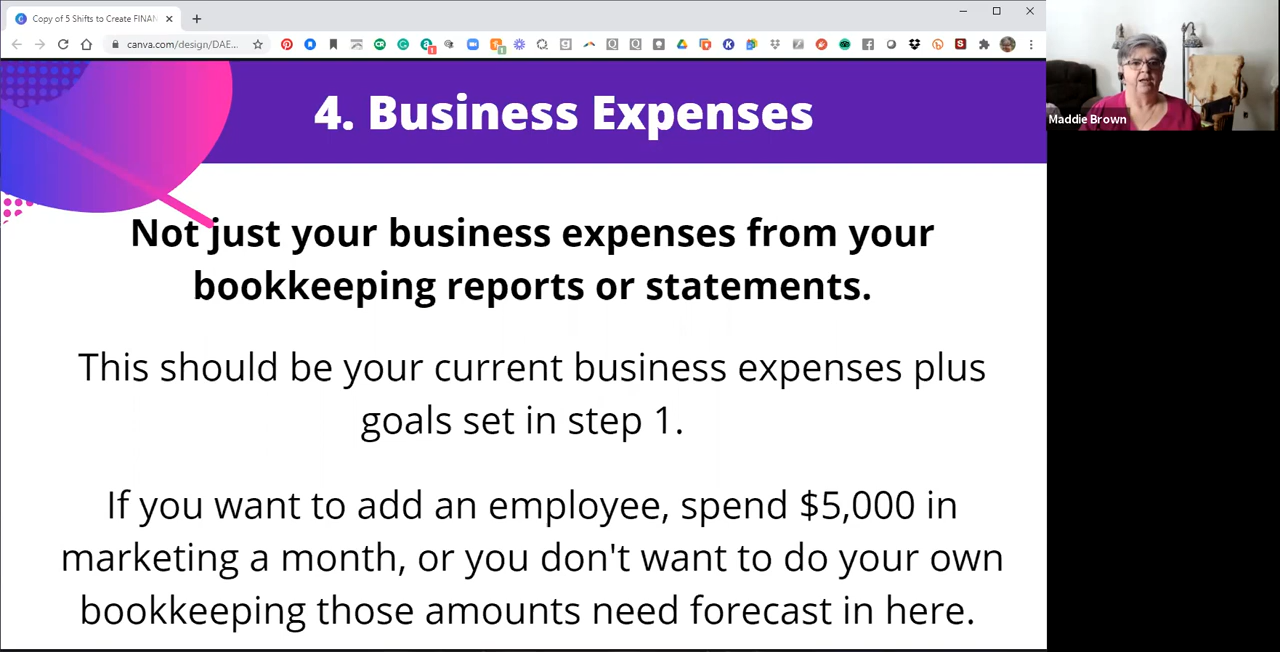 Copy of 5 Shifts to Create FINAN
canva.com/design/DAE...
4. Business Expenses
Maddie Brown
Not just your business expenses from your
bookkeeping reports or statements.
This should be your current business expenses plus
goals set in step 1.
If you want to add an employee, spend $5,000 in
marketing a month, or you don't want to do your own
bookkeeping those amounts need forecast in here.